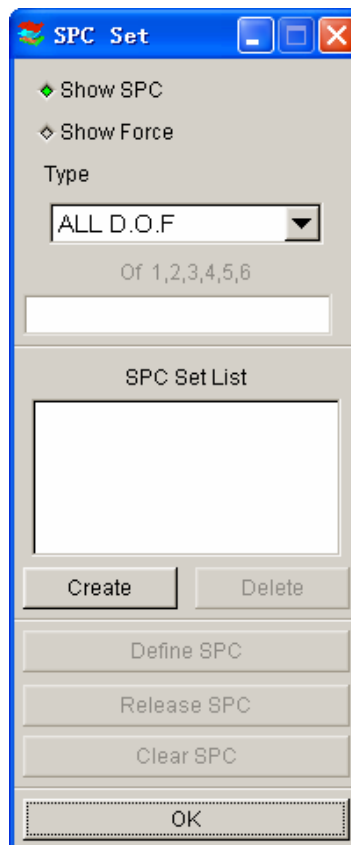 SPC Set
Show SPC
Show Force
Type
ALL D.O.F
Of 1,2,3,4,5,6
SPC Set List
Create Delete
Define SPC
Release SPC
Clear SPC
OK